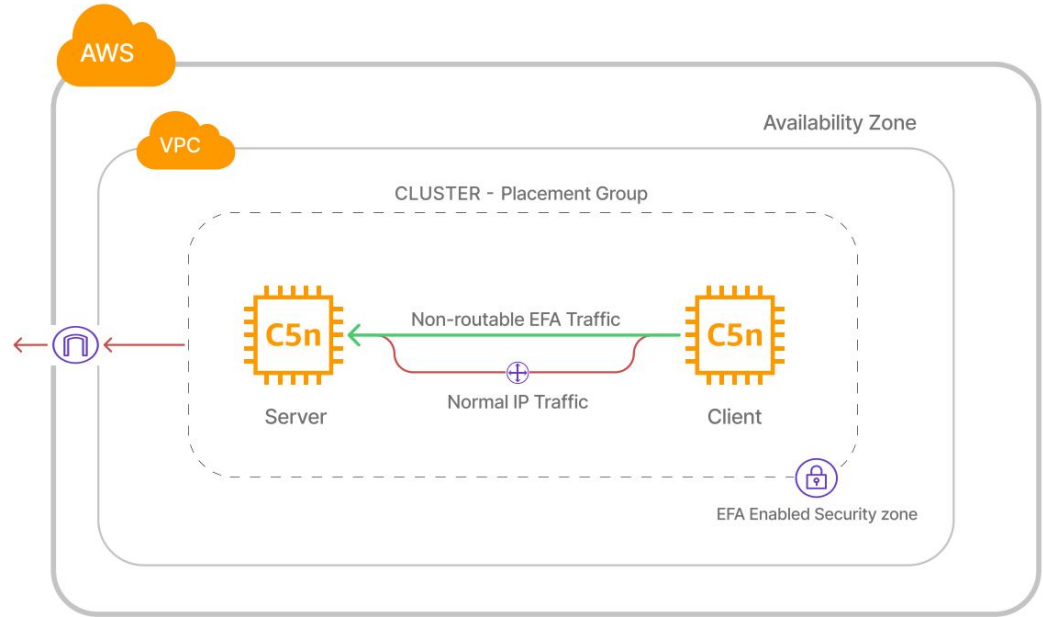 AWS
Availability Zone
VPC
CLUSTER - Placement Group
Non-routable EFA Traffic
C5n
C5n
Normal IP Traffic
Server
Client
EFA Enabled Security zone